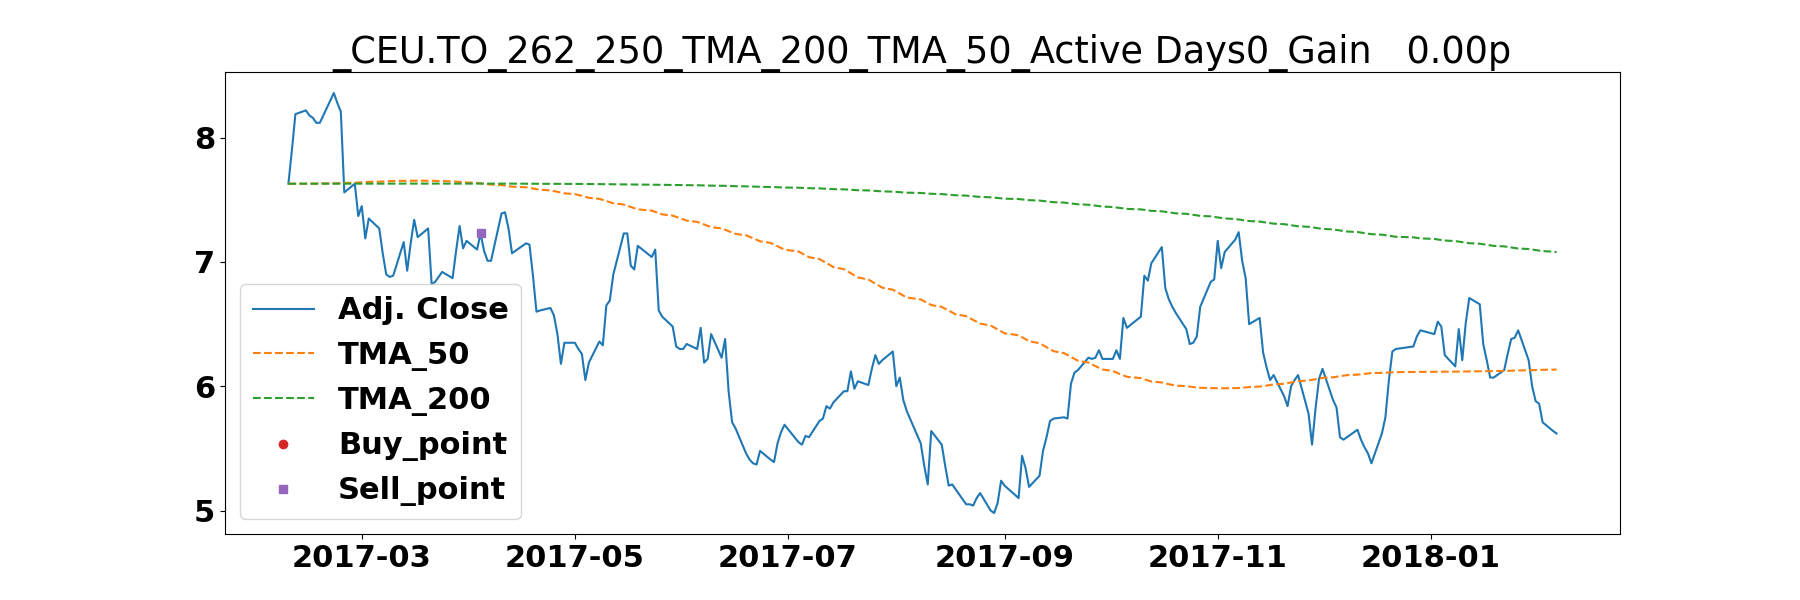 _CEU.TO_262_250_TMA_200_TMA_50_Active Days0_Gain   0.00p
8
7
6
5
Adj. Close
TMA_50
TMA_200
Buy_point
Sell_point
2017-03 2017-05 2017-07 2017-09 2017-11 2018-01